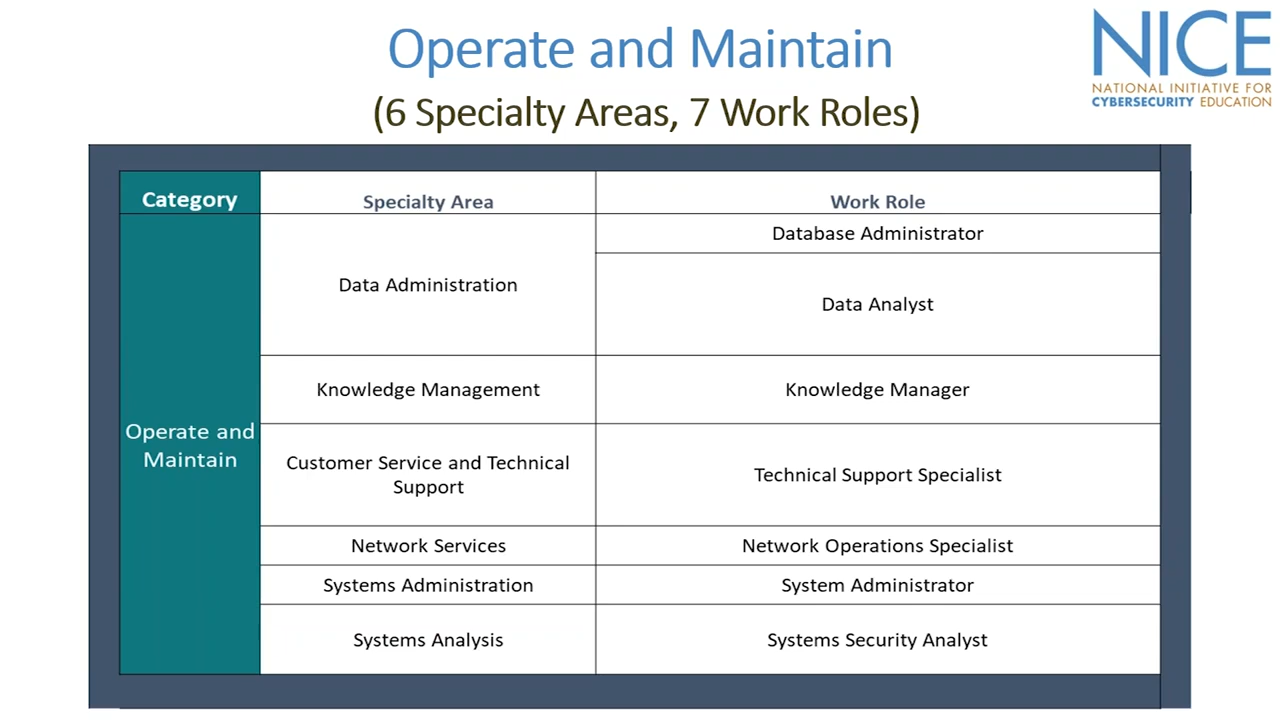 Operate and Maintain
(6 Specialty Areas, 7 Work Roles)
NICE
NATIONAL INITIATIVE FOR
CYBERSECURITY EDUCATION
Category
Specialty Area
Work Role
Operate and
Maintain
Data Administration
Database Administrator
Data Analyst
Knowledge Management
Knowledge Manager
Customer Service and Technical
Support
Technical Support Specialist
Network Services
Network Operations Specialist
Systems Administration
System Administrator
Systems Analysis
Systems Security Analyst